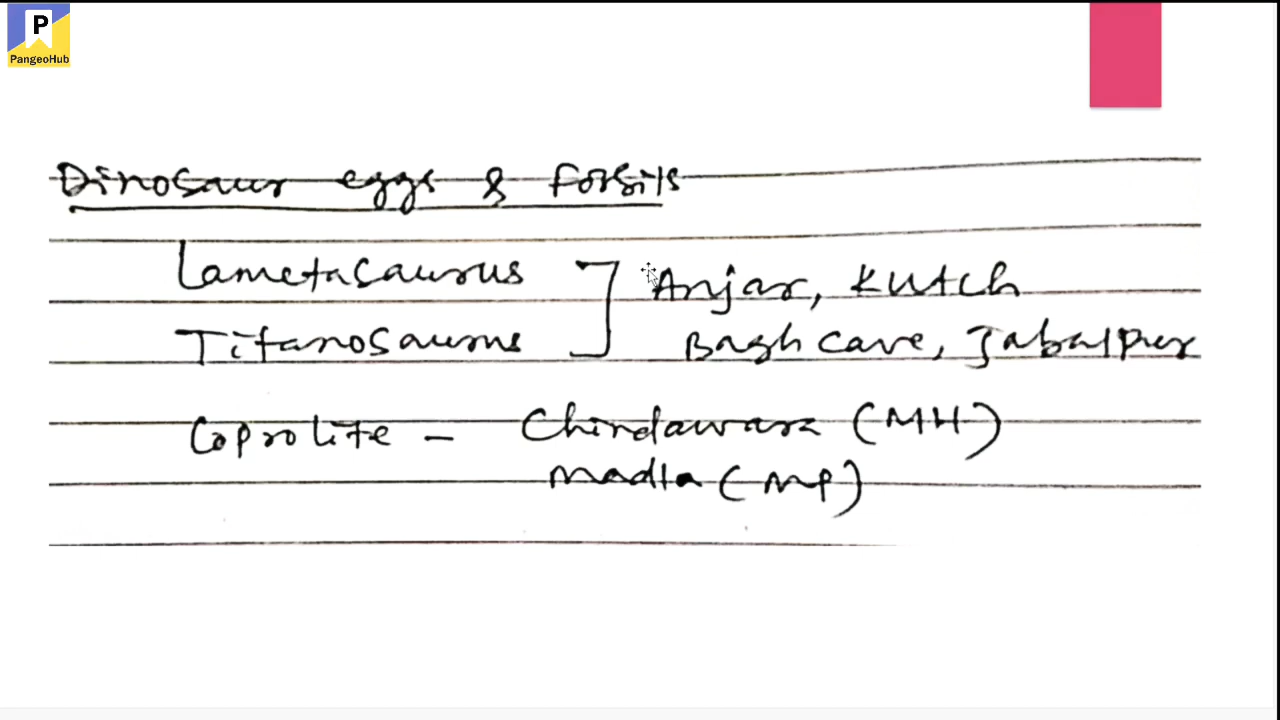 P
PangeoHub
Dinosaur eggs & fossils
Lametasaurus
Titanosaurus
Anjar, Kutch
Bagh cave, Jabalpur
Coprolite - Chindawara (MH)
Madla (MP)